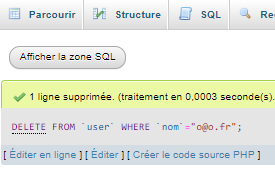 Parcourir Structure SQL Re
Afficher la zone SQL
1 ligne supprimée. (traitement en 0,0003 seconde(s).
DELETE FROM `user` WHERE `nom`="o@o.fr";
[ Éditer en ligne ] [ Éditer ] [ Créer le code source PHP ]